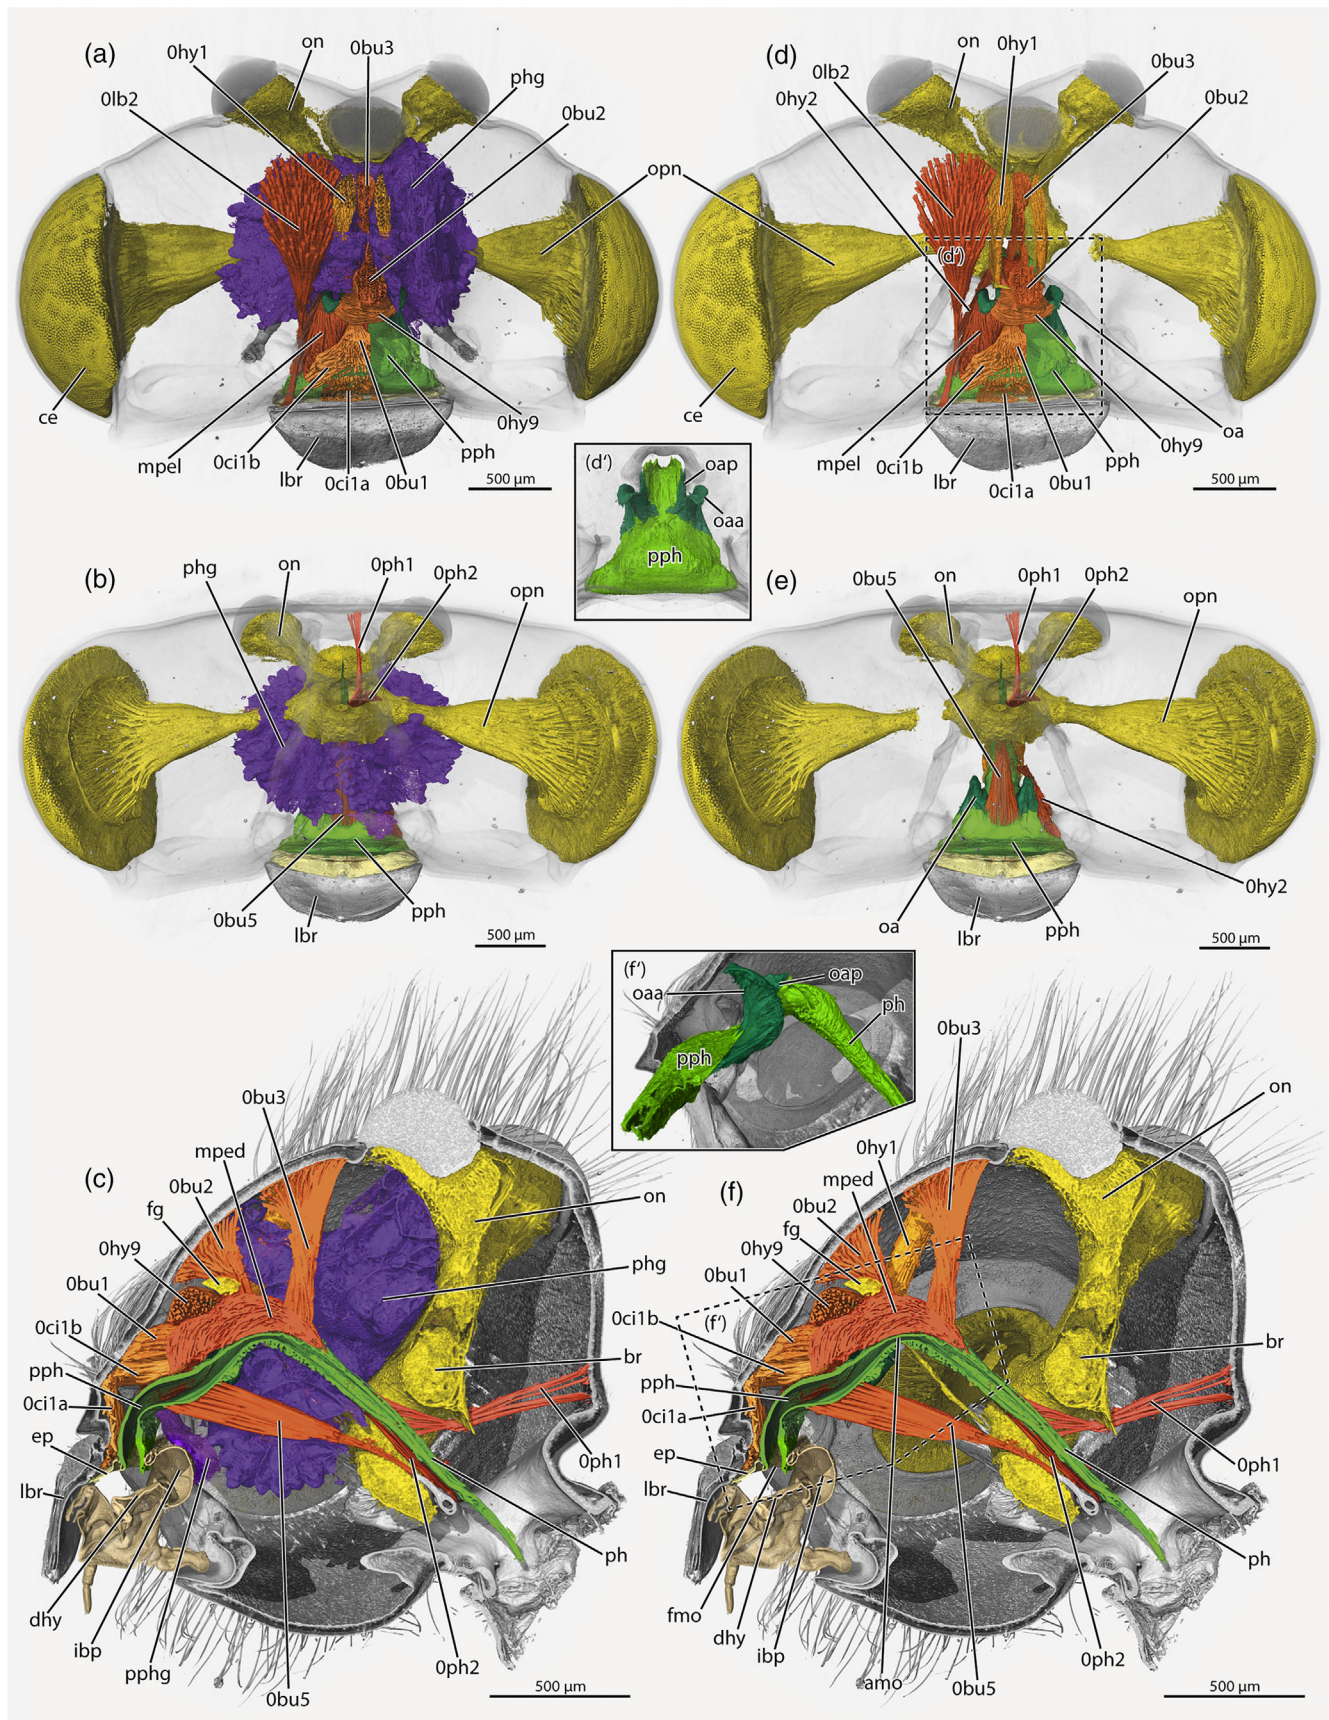 (a)
0hy1
on
0bu3
phg
0lb2
0bu2
opn
ce
mpel
0ci1b
lbr
0ci1a
0bu1
pph
0hy9
500 µm
(d)
on
0hy1
0bu3
0lb2
0hy2
0bu2
(d‘)
ce
mpel
0ci1b
lbr
0ci1a
0bu1
pph
0hy9
oa
500 µm
(d‘)
oap
oaa
pph
(b)
phg
on
0ph1
0ph2
opn
0bu5
lbr
pph
500 µm
(e)
0bu5
on
0ph1
0ph2
opn
0hy2
oa
lbr
pph
500 µm
(f‘)
oaa
oap
ph
pph
(c)
0bu3
mped
0bu2
fg
0hy9
0bu1
0ci1b
pph
0ci1a
ep
lbr
on
phg
br
0ph1
ph
dhy
ibp
pphg
0bu5
0ph2
500 µm
(f)
0bu3
on
0hy1
mped
0bu2
fg
0hy9
0bu1
0ci1b
(f‘)
pph
0ci1a
ep
lbr
br
0ph1
ph
fmo
dhy
ibp
amo
0bu5
0ph2
500 µm